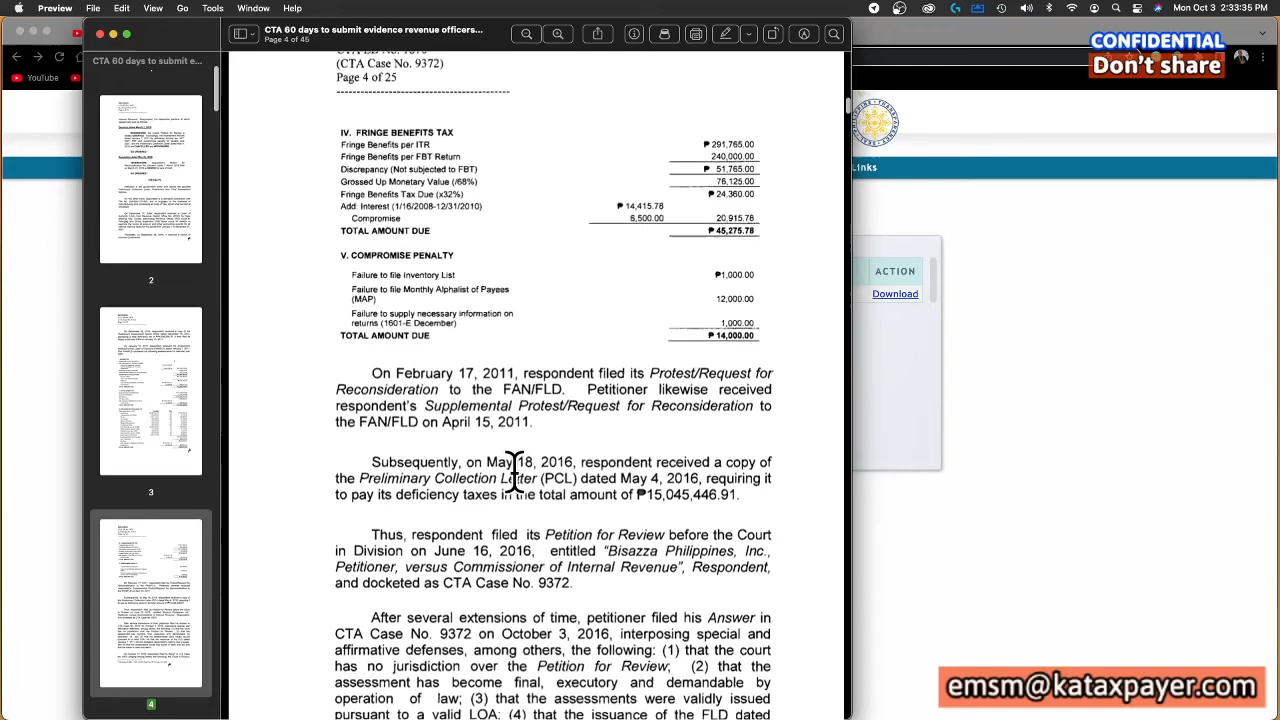 Preview File Edit View Go Tools Window Help
Mon Oct 3 3:33
CTA 60 days to submit evidence revenue officers...
Page 4 of 45
CTA 60 days to submit e...
YouTube
CONFIDENTIAL
Don't share
Links
ACTION
Download
2
3
4
(CTA Case No. 9372)
Page 4 of 25
IV. FRINGE BENEFITS TAX
Fringe Benefits per ITR ₱ 291,765.00
Fringe Benefits per FBT Return 240,000.00
Discrepancy (Not subjected to FBT) ₱ 51,765.00
Grossed Up Monetary Value (/68%) 76,125.00
Fringe Benefits Tax Due (x32%) ₱ 24,360.00
Add: Interest (1/16/2008-12/31/2010) ₱ 14,415.78
Compromise 6,500.00 20,915.78
TOTAL AMOUNT DUE ₱ 45,275.78
V. COMPROMISE PENALTY
Failure to file Inventory List ₱1,000.00
Failure to file Monthly Alphalist of Payees
(MAP) 12,000.00
Failure to supply necessary information on
returns (1601-E December) 1,000.00
TOTAL AMOUNT DUE ₱ 14,000.00
On February 17, 2011, respondent filed its Protest/Request for
Reconsideration to the FAN/FLD. Petitioner likewise received
respondent's Supplemental Protest/Request for Reconsideration to
the FAN/FLD on April 15, 2011.
Subsequently, on May 18, 2016, respondent received a copy of
the Preliminary Collection Letter (PCL) dated May 4, 2016, requiring it
to pay its deficiency taxes in the total amount of ₱15,045,446.91.
Thus, respondent filed its Petition for Review before the Court
in Division on June 16, 2016, entitled "Bisazza Philippines, Inc.,
Petitioner, versus Commissioner of Internal Revenue", Respondent,
and docketed as CTA Case No. 9372.
After several extensions of time, petitioner filed his Answer in
CTA Case No. 9372 on October 2016, interposing special and
affirmative defenses, among others, the following: (1) that the court
has no jurisdiction over the Petition for Review; (2) that the
assessment has become final, executory and demandable by
operation of law; (3) that the assessments were validly issued
pursuant to a valid LOA; (4) that the issuance of the FLD dated
emsm@kataxpayer.com